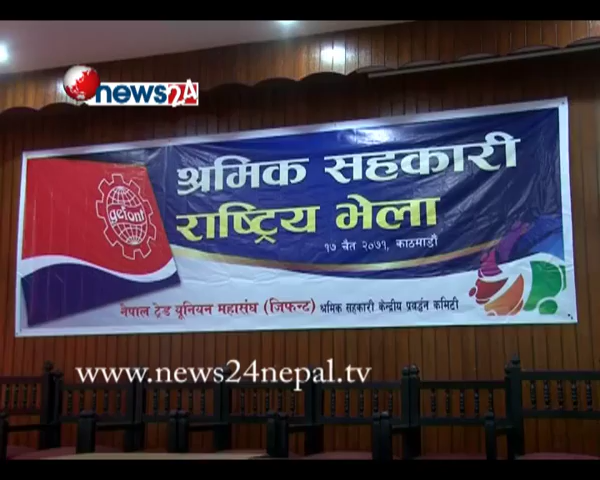 news24
श्रमिक सहकारी
राष्ट्रिय भेला
१७ चैत २०७१, काठमाडौं
gefont
नेपाल ट्रेड यूनियन महासंघ (जिफन्ट) श्रमिक सहकारी केन्द्रीय प्रवर्द्धन कमिटी
www.news24nepal.tv